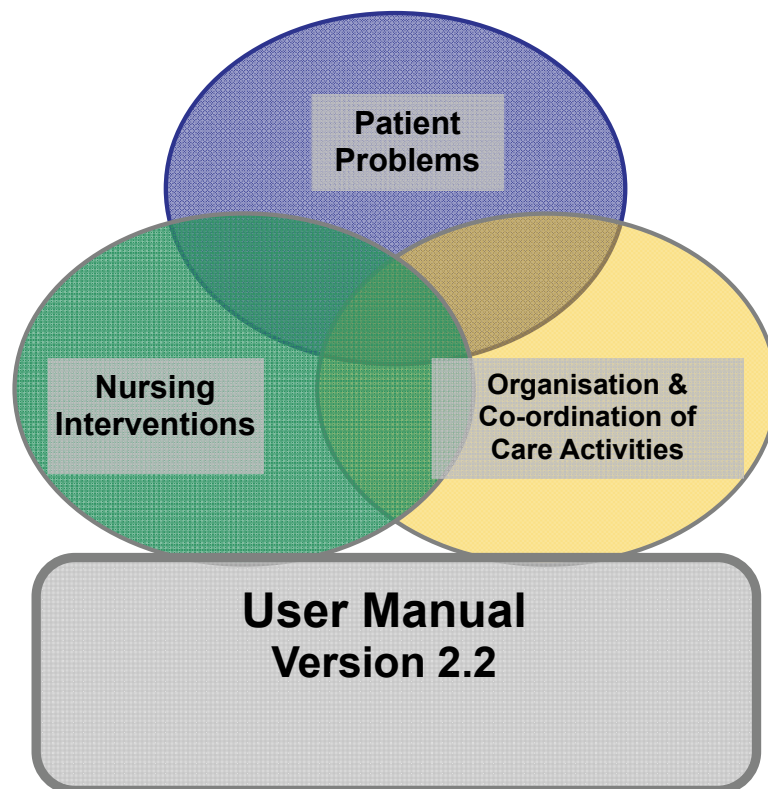 Patient
Problems
Nursing
Interventions
Organisation &
Co-ordination of
Care Activities
User Manual
Version 2.2